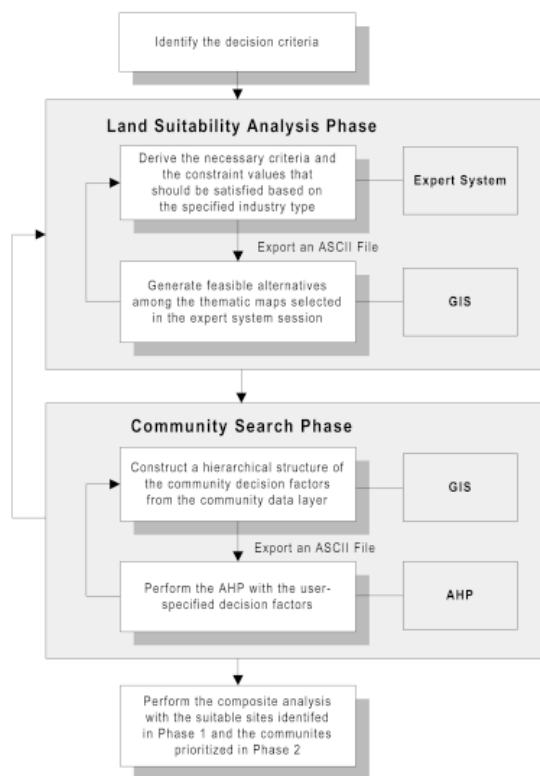 Identify the decision criteria
Land Suitability Analysis Phase
Derive the necessary criteria and
the constraint values that
should be satisfied based on
the specified industry type
Expert System
Export an ASCII File
Generate feasible alternatives
among the thematic maps selected
in the expert system session
GIS
Community Search Phase
Construct a hierarchical structure of
the community decision factors
from the community data layer
GIS
Export an ASCII File
Perform the AHP with the user-
specified decision factors
AHP
Perform the composite analysis
with the suitable sites identifed
in Phase 1 and the communites
prioritized in Phase 2